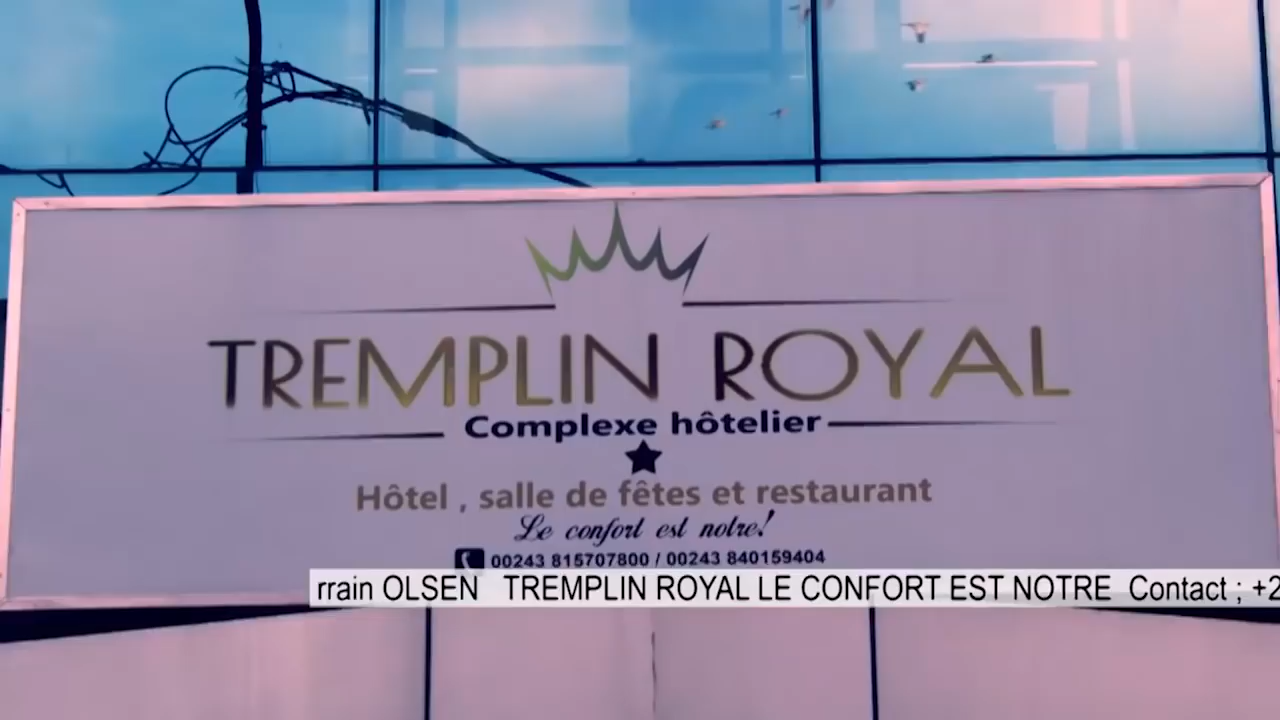 TREMPLIN ROYAL
Complexe hôtelier
Hôtel , salle de fêtes et restaurant
Le confort est notre!
00243 815707800 / 00243 840159404
rrain OLSEN TREMPLIN ROYAL LE CONFORT EST NOTRE Contact ; +2